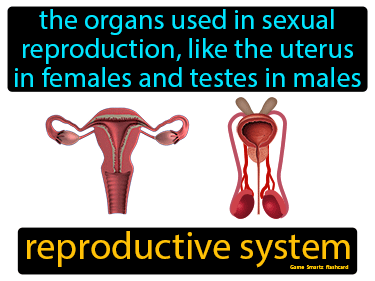 the organs used in sexual
reproduction, like the uterus
in females and testes in males
reproductive system
Game Smartz flashcard